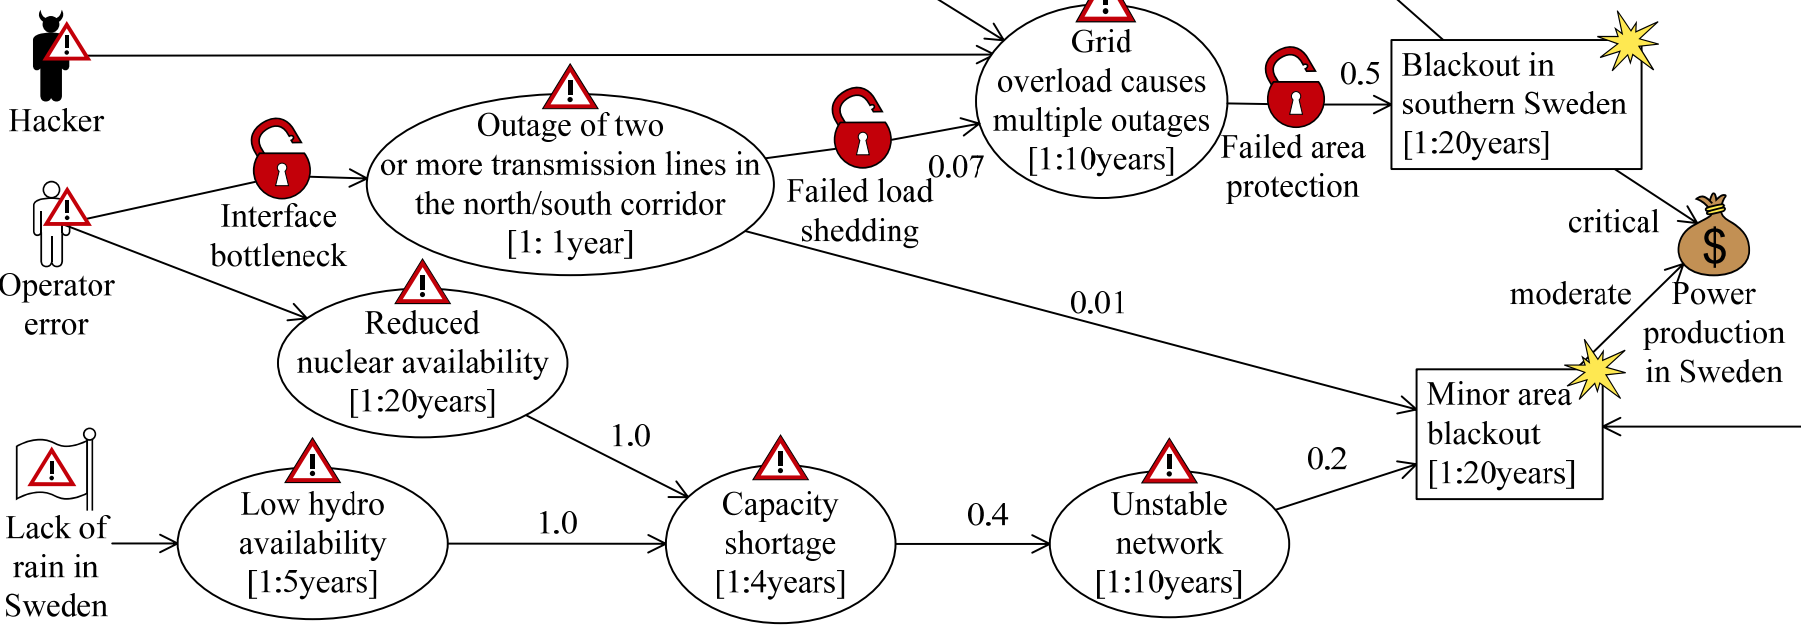 Hacker
Operator
error
Lack of
rain in
Sweden
Interface
bottleneck
Outage of two
or more transmission lines in
the north/south corridor
[1: 1year]
Reduced
nuclear availability
[1:20years]
Low hydro
availability
[1:5years]
1.0
1.0
Capacity
shortage
[1:4years]
Failed load
shedding
0.07
Grid
overload causes
multiple outages
[1:10years]
Failed area
protection
0.5
Blackout in
southern Sweden
[1:20years]
critical
moderate
$
Power
production
in Sweden
0.01
0.4
Unstable
network
[1:10years]
0.2
Minor area
blackout
[1:20years]